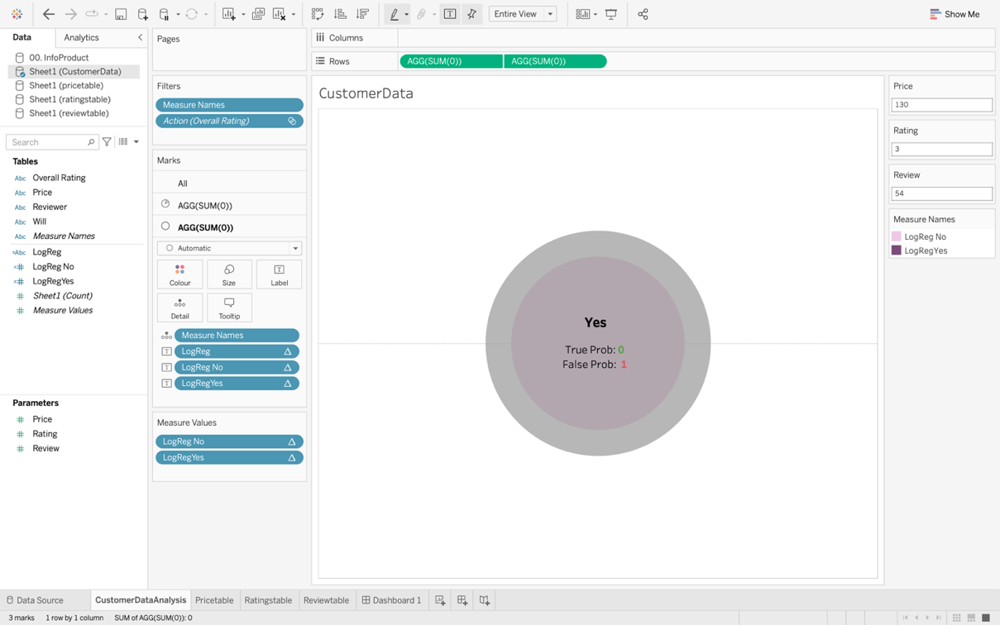 Entire View
Show Me
Data
Analytics
00. InfoProduct
Sheet1 (CustomerData)
Sheet1 (pricetable)
Sheet1 (ratingstable)
Sheet1 (reviewtable)
Search
Tables
Abc Overall Rating
Abc Price
Abc Reviewer
Abc Will
Abc Measure Names
=Abc LogReg
=# LogReg No
=# LogRegYes
# Sheet1 (Count)
# Measure Values
Parameters
# Price
# Rating
# Review
Pages
Filters
Measure Names
Action (Overall Rating)
Marks
All
AGG(SUM(0))
AGG(SUM(0))
Automatic
Colour
Size
Label
Detail
Tooltip
Measure Names
LogReg
LogReg No
LogRegYes
Measure Values
LogReg No
LogRegYes
Columns
Rows
AGG(SUM(0))
AGG(SUM(0))
CustomerData
Yes
True Prob: 0
False Prob: 1
Price
130
Rating
3
Review
54
Measure Names
LogReg No
LogRegYes
Data Source
CustomerDataAnalysis
Pricetable
Ratingstable
Reviewtable
Dashboard 1
3 marks
1 row by 1 column
SUM of AGG(SUM(0)): 0